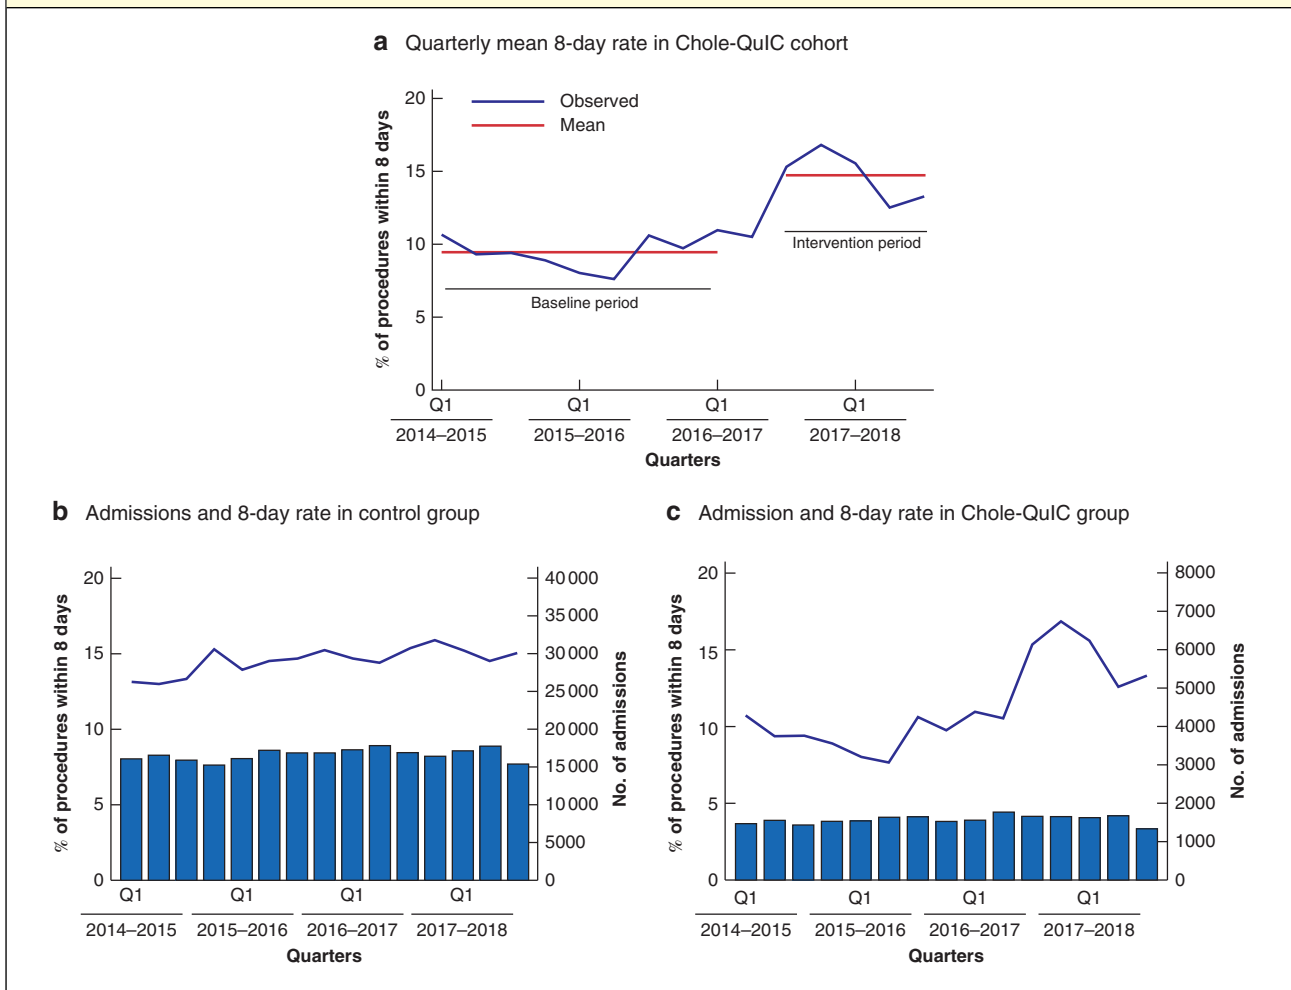 a Quarterly mean 8-day rate in Chole-QuIC cohort
% of procedures within 8 days
20
15
10
5
0
Observed
Mean
Baseline period
Intervention period
Q1 Q1 Q1 Q1
2014–2015 2015–2016 2016–2017 2017–2018
Quarters
b Admissions and 8-day rate in control group
% of procedures within 8 days
20
15
10
5
0
40 000
35 000
30 000
25 000
20 000
15 000
10 000
5000
0
No. of admissions
Q1 Q1 Q1 Q1
2014–2015 2015–2016 2016–2017 2017–2018
Quarters
c Admission and 8-day rate in Chole-QuIC group
% of procedures within 8 days
20
15
10
5
0
8000
7000
6000
5000
4000
3000
2000
1000
0
No. of admissions
Q1 Q1 Q1 Q1
2014–2015 2015–2016 2016–2017 2017–2018
Quarters